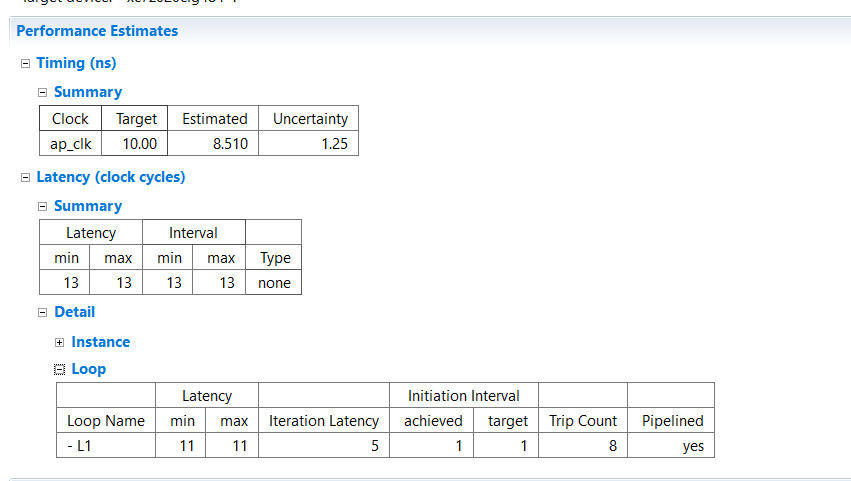 Performance Estimates
Timing (ns)
Summary
Clock Target Estimated Uncertainty
ap_clk 10.00 8.510 1.25
Latency (clock cycles)
Summary
Latency Interval
min max min max Type
13 13 13 13 none
Detail
Instance
Loop
Latency Initiation Interval
Loop Name min max Iteration Latency achieved target Trip Count Pipelined
- L1 11 11 5 1 1 8 yes